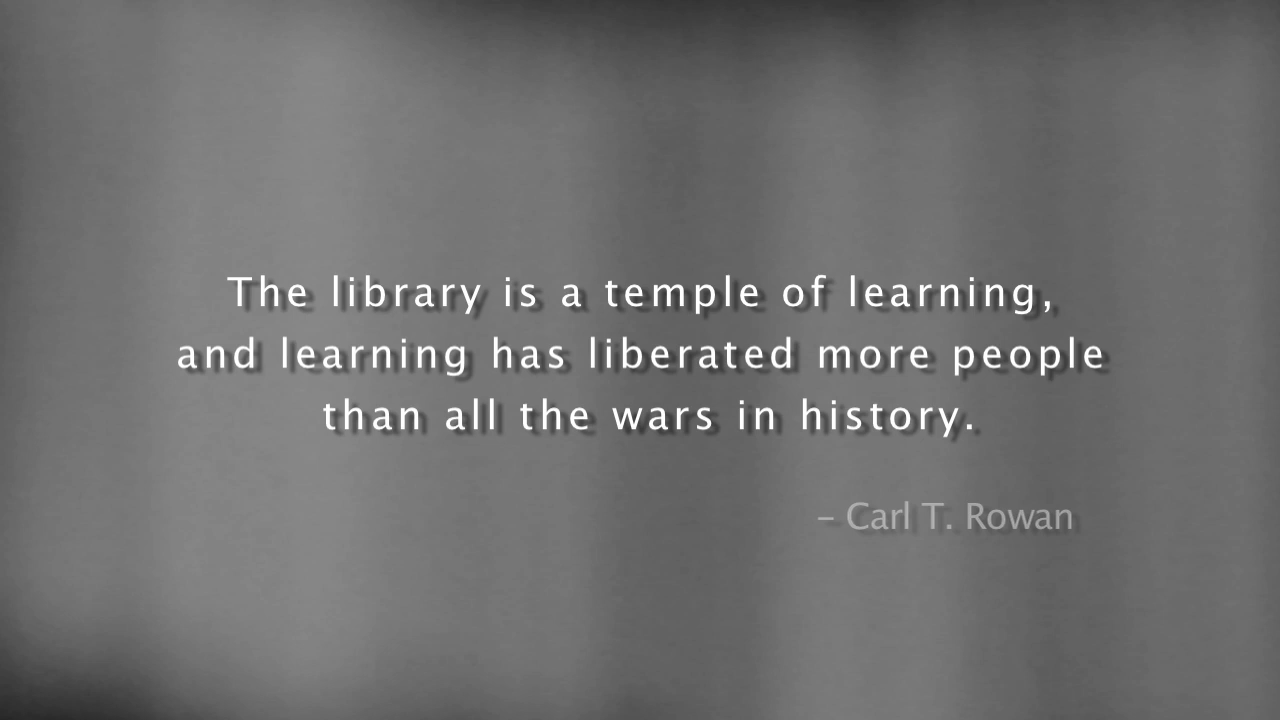 The library is a temple of learning,
and learning has liberated more people
than all the wars in history.
– Carl T. Rowan